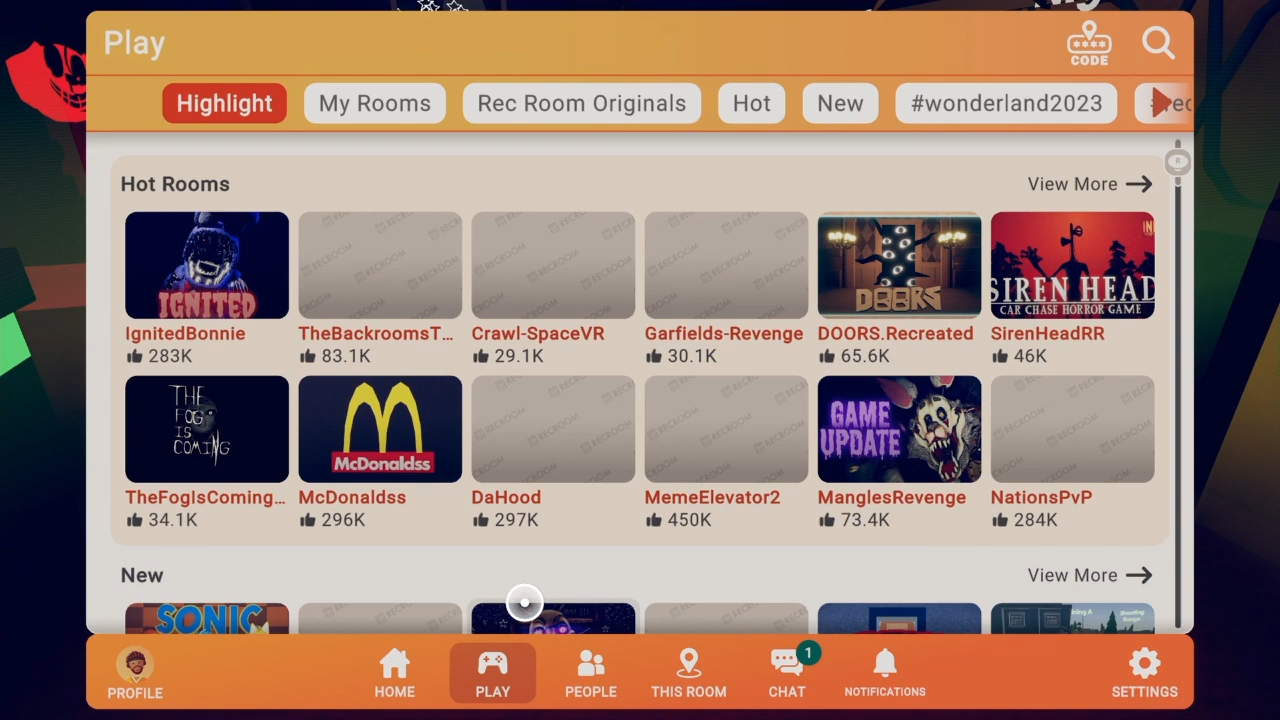 Play
CODE
Highlight
My Rooms
Rec Room Originals
Hot
New
#wonderland2023
Hot Rooms
View More
IGNITED
DOORS
SIREN HEAD
CAR CHASE HORROR GAME
IgnitedBonnie
TheBackroomsT...
Crawl-SpaceVR
Garfields-Revenge
DOORS.Recreated
SirenHeadRR
283K
83.1K
29.1K
30.1K
65.6K
46K
THE
FOG
IS
COMING
McDonaldss
GAME
UPDATE
RECROOM
TheFogIsComing...
McDonaldss
DaHood
MemeElevator2
ManglesRevenge
NationsPvP
34.1K
296K
297K
450K
73.4K
284K
New
View More
SONIC
PROFILE
HOME
PLAY
PEOPLE
THIS ROOM
CHAT
1
NOTIFICATIONS
SETTINGS